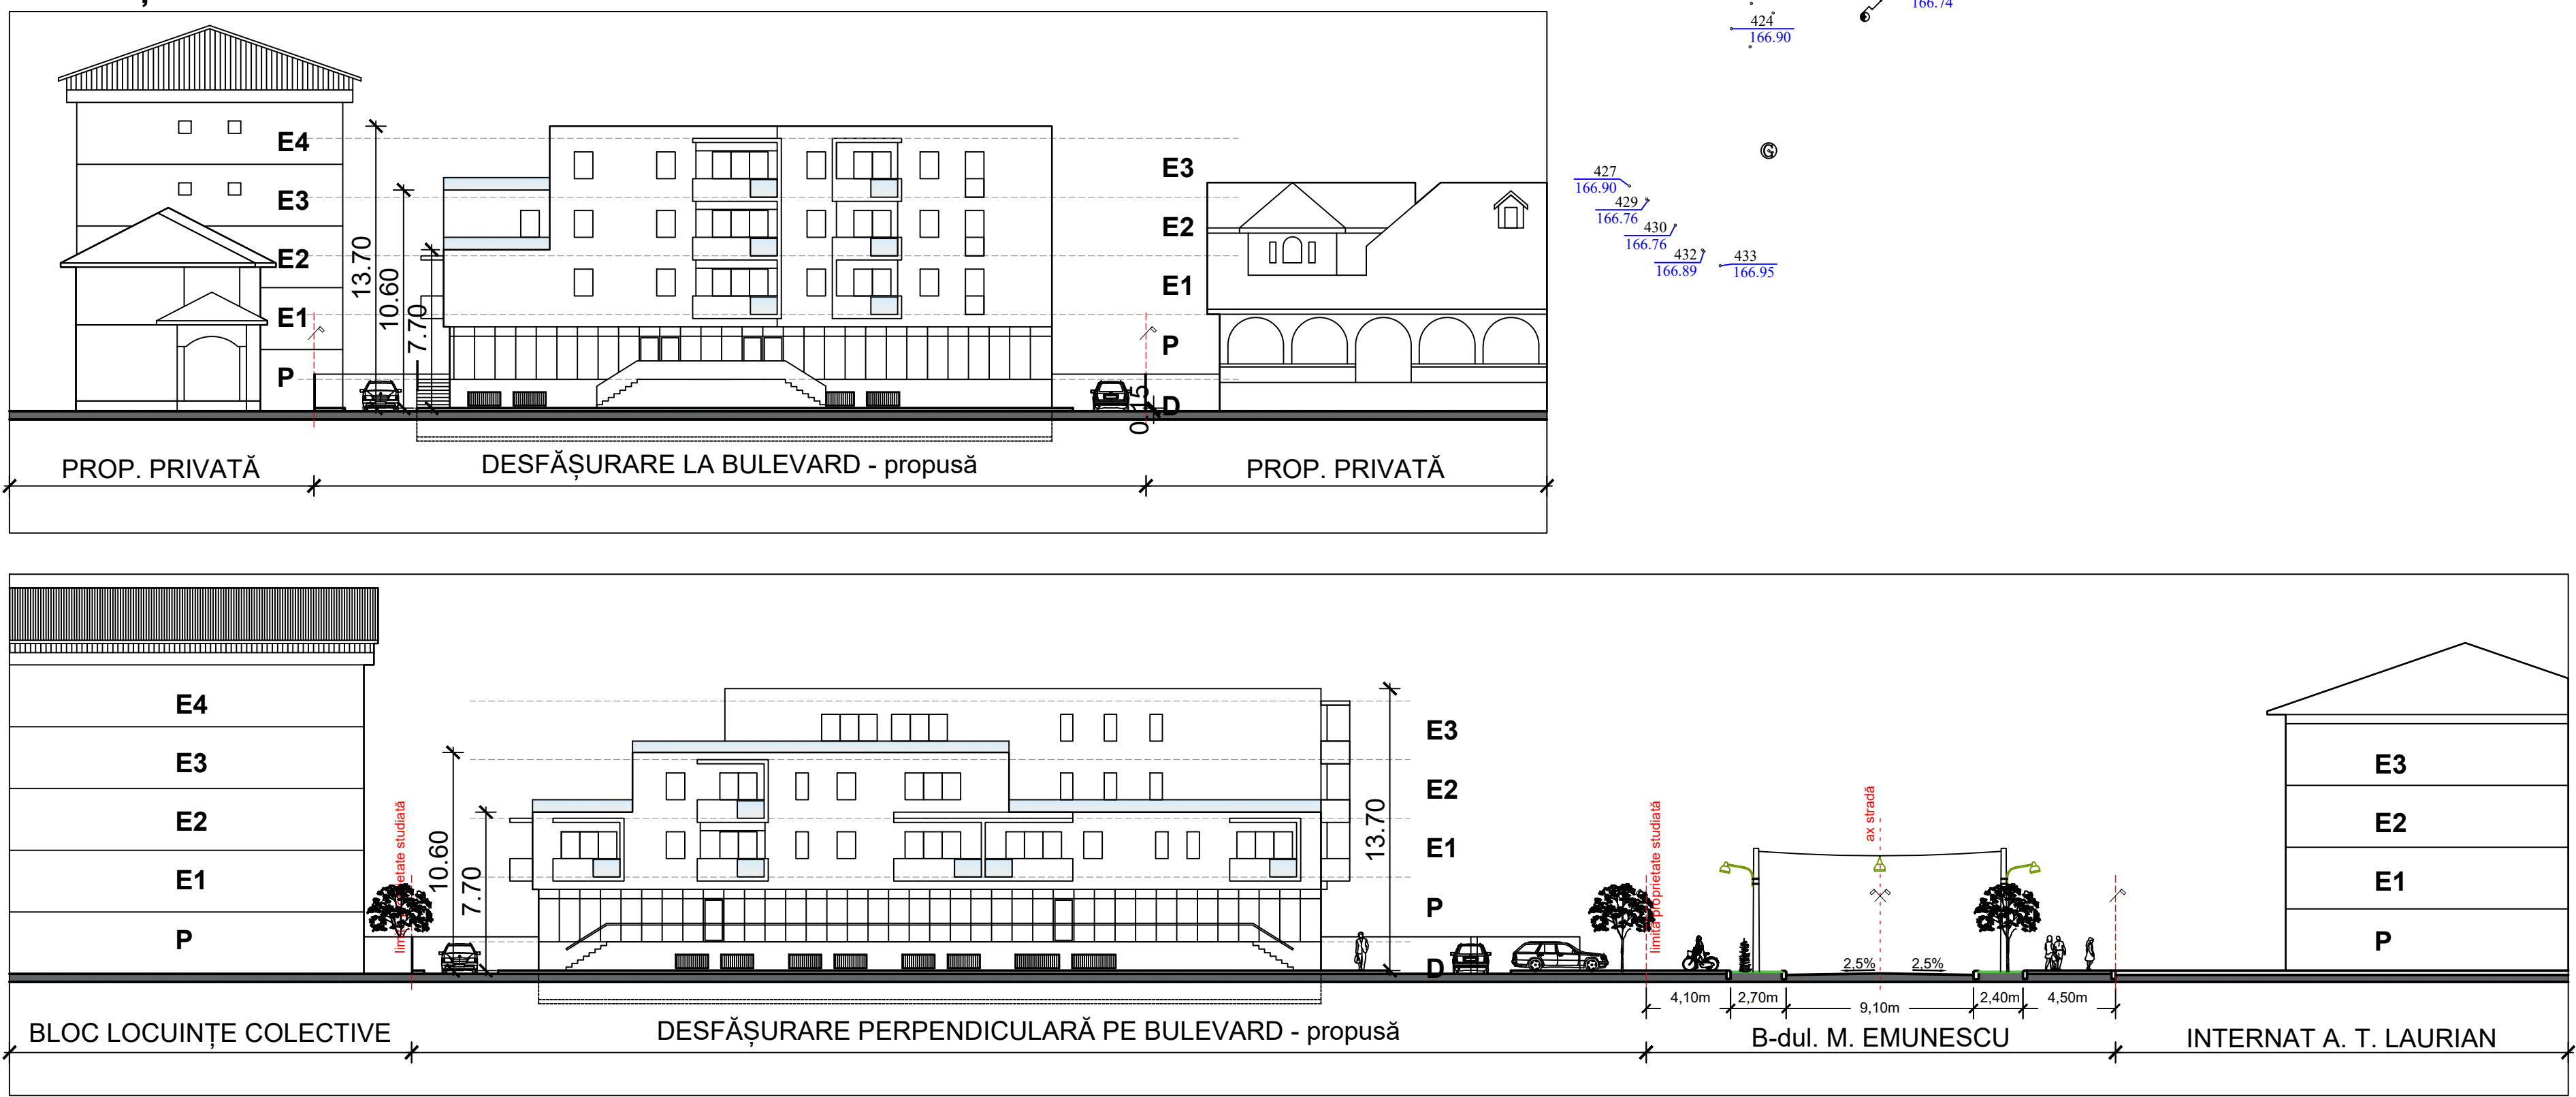 166.74
424
166.90
427
166.90
429
166.76
430
166.76
432
166.89
433
166.95
G
E4
E3
E2
E1
P
13.70
10.60
7.70
E3
E2
E1
P
D
0.15
PROP. PRIVATĂ
DESFĂȘURARE LA BULEVARD - propusă
PROP. PRIVATĂ
E4
E3
E2
E1
P
10.60
7.70
13.70
E3
E2
E1
P
D
limita proprietate studiată
ax stradă
2,5%
2,5%
4,10m
2,70m
9,10m
2,40m
4,50m
E3
E2
E1
P
BLOC LOCUINȚE COLECTIVE
DESFĂȘURARE PERPENDICULARĂ PE BULEVARD - propusă
B-dul. M. EMUNESCU
INTERNAT A. T. LAURIAN
etate studiată